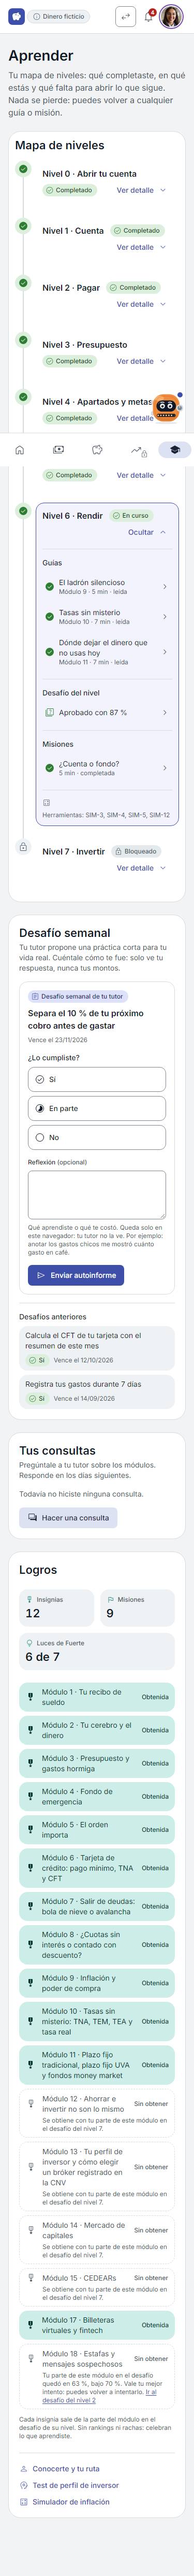 Dinero ficticio
4
Aprender
Tu mapa de niveles: qué completaste, en qué
estás y qué falta para abrir lo que sigue.
Nada se pierde: puedes volver a cualquier
guía o misión.
Mapa de niveles
Nivel 0 · Abrir tu cuenta
Completado
Ver detalle
Nivel 1 · Cuenta
Completado
Ver detalle
Nivel 2 · Pagar
Completado
Ver detalle
Nivel 3 · Presupuesto
Completado
Ver detalle
Nivel 4 · Apartados y metas
Completado
Ver detalle
Completado
Ver detalle
Nivel 6 · Rendir
En curso
Ocultar
Guías
El ladrón silencioso
Módulo 9 · 5 min · leída
Tasas sin misterio
Módulo 10 · 7 min · leída
Dónde dejar el dinero que
no usas hoy
Módulo 11 · 7 min · leída
Desafío del nivel
Aprobado con 87 %
Misiones
¿Cuenta o fondo?
5 min · completada
Herramientas: SIM-3, SIM-4, SIM-5, SIM-12
Nivel 7 · Invertir
Bloqueado
Ver detalle
Desafío semanal
Tu tutor propone una práctica corta para tu
vida real. Cuéntale cómo te fue: solo ve tu
respuesta, nunca tus montos.
Desafío semanal de tu tutor
Separa el 10 % de tu próximo
cobro antes de gastar
Vence el 23/11/2026
¿Lo cumpliste?
Sí
En parte
No
Reflexión (opcional)
Qué aprendiste o qué te costó. Queda solo en
este navegador: tu tutor no la ve. Por ejemplo:
anotar los gastos chicos me mostró cuánto
gasto en café.
Enviar autoinforme
Desafíos anteriores
Calcula el CFT de tu tarjeta con el
resumen de este mes
Sí
Vence el 12/10/2026
Registra tus gastos durante 7 días
Sí
Vence el 14/09/2026
Tus consultas
Pregúntale a tu tutor sobre los módulos.
Responde en los días siguientes.
Todavía no hiciste ninguna consulta.
Hacer una consulta
Logros
Insignias
12
Misiones
9
Luces de Fuerte
6 de 7
Módulo 1 · Tu recibo de
sueldo
Obtenida
Módulo 2 · Tu cerebro y el
dinero
Obtenida
Módulo 3 · Presupuesto y
gastos hormiga
Obtenida
Módulo 4 · Fondo de
emergencia
Obtenida
Módulo 5 · El orden
importa
Obtenida
Módulo 6 · Tarjeta de
crédito: pago mínimo, TNA
y CFT
Obtenida
Módulo 7 · Salir de deudas:
bola de nieve o avalancha
Obtenida
Módulo 8 · ¿Cuotas sin
interés o contado con
descuento?
Obtenida
Módulo 9 · Inflación y
poder de compra
Obtenida
Módulo 10 · Tasas sin
misterio: TNA, TEM, TEA y
tasa real
Obtenida
Módulo 11 · Plazo fijo
tradicional, plazo fijo UVA
y fondos money market
Obtenida
Módulo 12 · Ahorrar e
invertir no son lo mismo
Sin obtener
Se obtiene con tu parte de este módulo en
el desafío del nivel 7.
Módulo 13 · Tu perfil de
inversor y cómo elegir
un bróker registrado en
la CNV
Sin obtener
Se obtiene con tu parte de este módulo en
el desafío del nivel 7.
Módulo 14 · Mercado de
capitales
Sin obtener
Se obtiene con tu parte de este módulo en
el desafío del nivel 7.
Módulo 15 · CEDEARs
Sin obtener
Se obtiene con tu parte de este módulo en
el desafío del nivel 7.
Módulo 17 · Billeteras
virtuales y fintech
Obtenida
Módulo 18 · Estafas y
mensajes sospechosos
Sin obtener
Tu parte de este módulo en el desafío
quedó en 63 %, bajo 70 %. Vale tu mejor
intento: puedes volver a intentarlo. Ir al
desafío del nivel 2
Cada insignia sale de la parte del módulo en el
desafío de su nivel. Sin rankings ni rachas: celebran
lo que aprendiste.
Conocerte y tu ruta
Test de perfil de inversor
Simulador de inflación